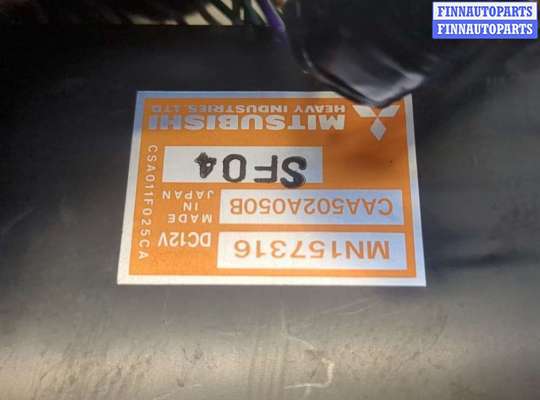 FINNAUTOPARTS
FINNAUTOPARTS
MITSUBISHI
HEAVY INDUSTRIES, LTD.
SF04
CAA502A050B
MADE
IN
JAPAN
MN157316
DC12V
CSA011F025CA